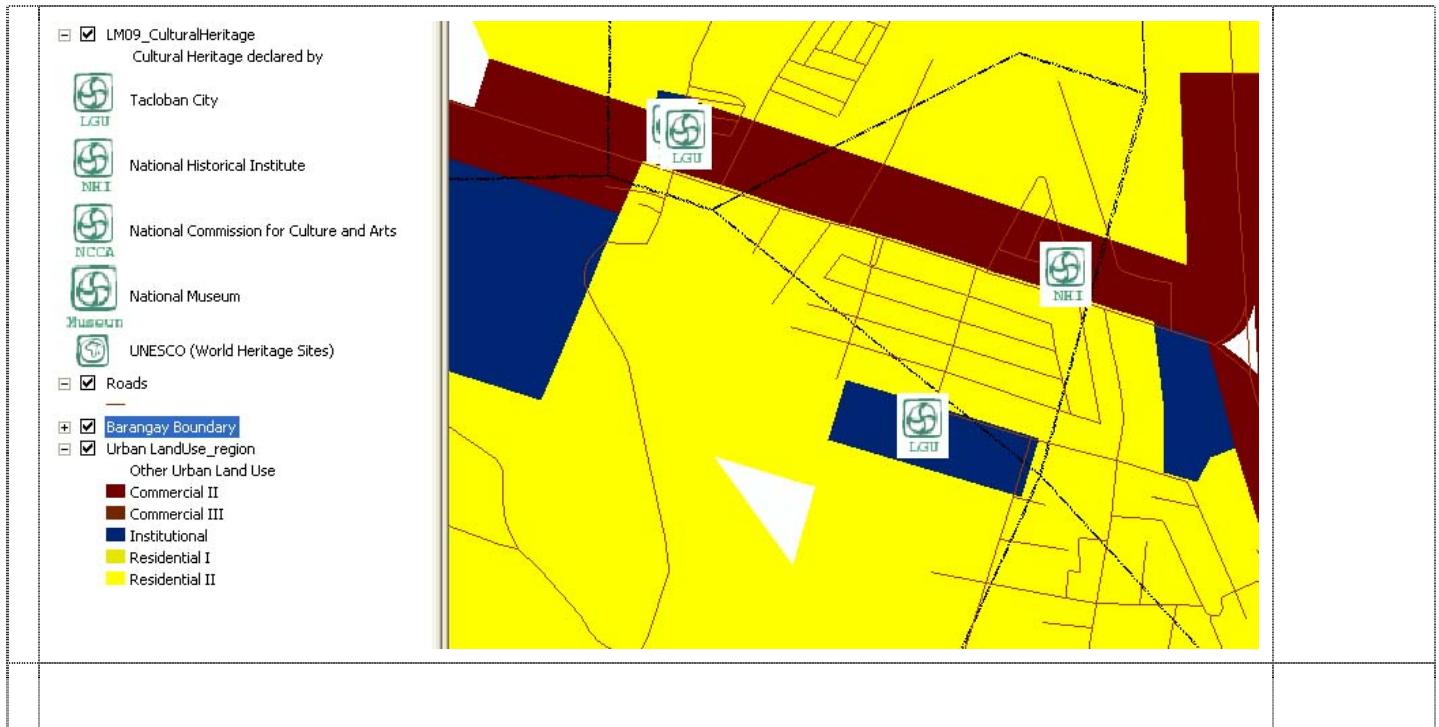 LM09_CulturalHeritage
Cultural Heritage declared by
Tacloban City
LGU
National Historical Institute
NHI
National Commission for Culture and Arts
NCCA
National Museum
Museum
UNESCO (World Heritage Sites)
Roads
Barangay Boundary
Urban LandUse_region
Other Urban Land Use
Commercial II
Commercial III
Institutional
Residential I
Residential II
LGU
NHI
LGU